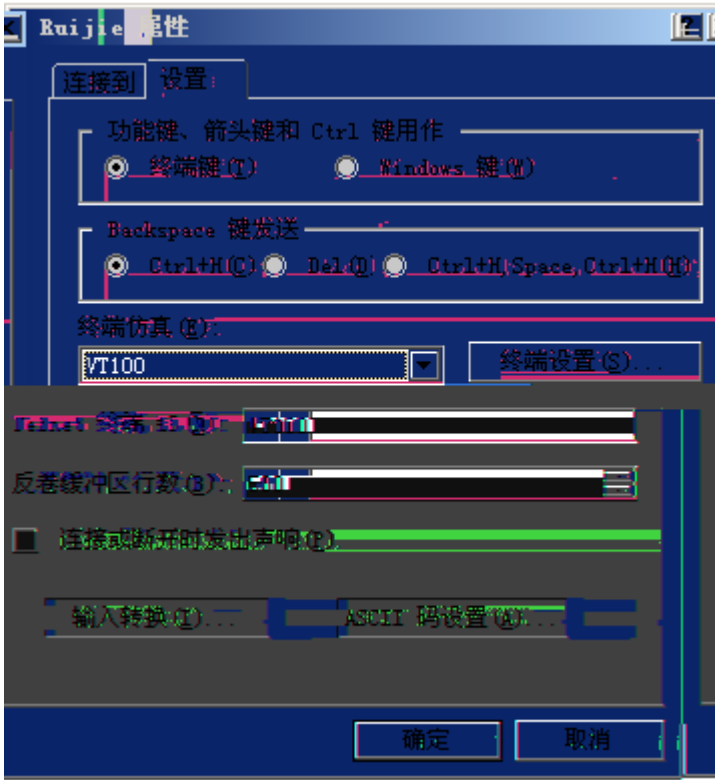 Ruijie 属性
连接到 设置
功能键、箭头键和 Ctrl 键用作
终端键(T) Windows 键(W)
Backspace 键发送
Ctrl+H(C) Del(D) Ctrl+H,Space,Ctrl+H(H)
终端仿真(E):
VT100 终端设置(S)...
Telnet 终端
反卷缓冲区行数(B):
连接或断开时发出声响(P)
输入转换(I)... ASCII 码设置(A)...
确定 取消